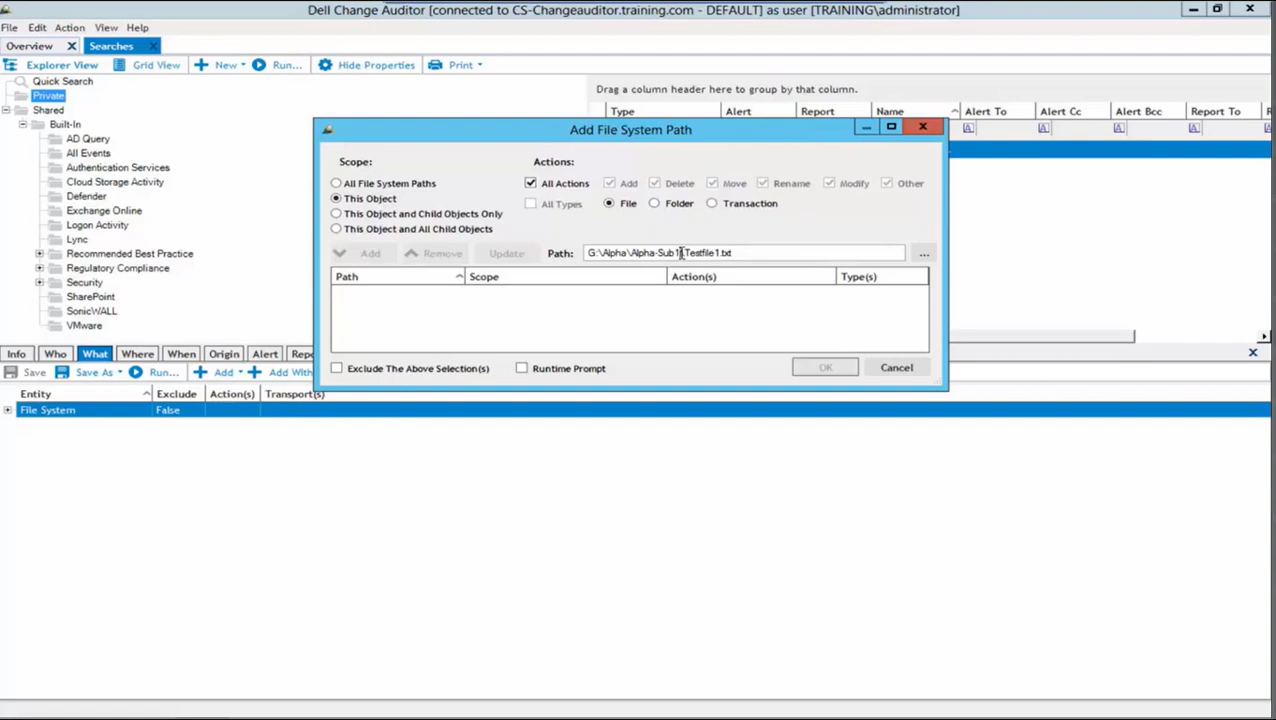 Dell Change Auditor [connected to CS-Changeauditor.training.com - DEFAULT] as user [TRAINING\administrator]
File Edit Action View Help
Overview Searches
Explorer View Grid View New Run... Hide Properties Print
Quick Search
Private
Shared
Built-In
AD Query
All Events
Authentication Services
Cloud Storage Activity
Defender
Exchange Online
Logon Activity
Lync
Recommended Best Practice
Regulatory Compliance
Security
SharePoint
SonicWALL
VMware
Drag a column header here to group by that column.
Type Alert Report Name Alert To Alert Cc Alert Bcc Report To R
Add File System Path
Scope: Actions:
All File System Paths All Actions Add Delete Move Rename Modify Other
This Object All Types File Folder Transaction
This Object and Child Objects Only
This Object and All Child Objects
Add Remove Update Path: G:\Alpha\Alpha-Sub1\Testfile1.txt ...
Path Scope Action(s) Type(s)
Exclude The Above Selection(s) Runtime Prompt OK Cancel
Info Who What Where When Origin Alert Repo
Save Save As Run... Add Add With
Entity Exclude Action(s) Transport(s)
File System False